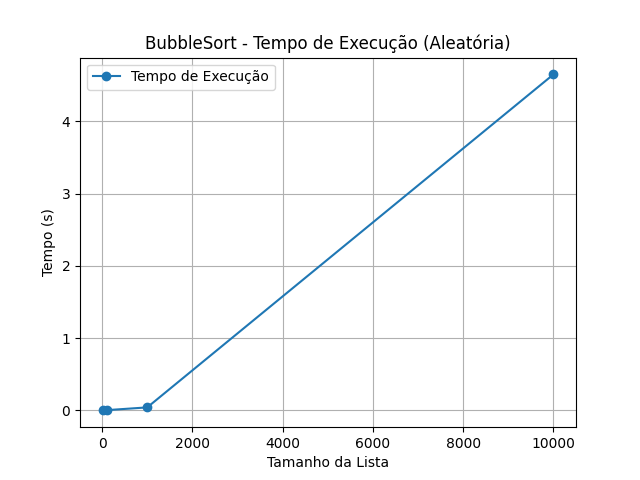 BubbleSort - Tempo de Execução (Aleatória)
Tempo de Execução
4
3
2
1
0
Tempo (s)
0 2000 4000 6000 8000 10000
Tamanho da Lista